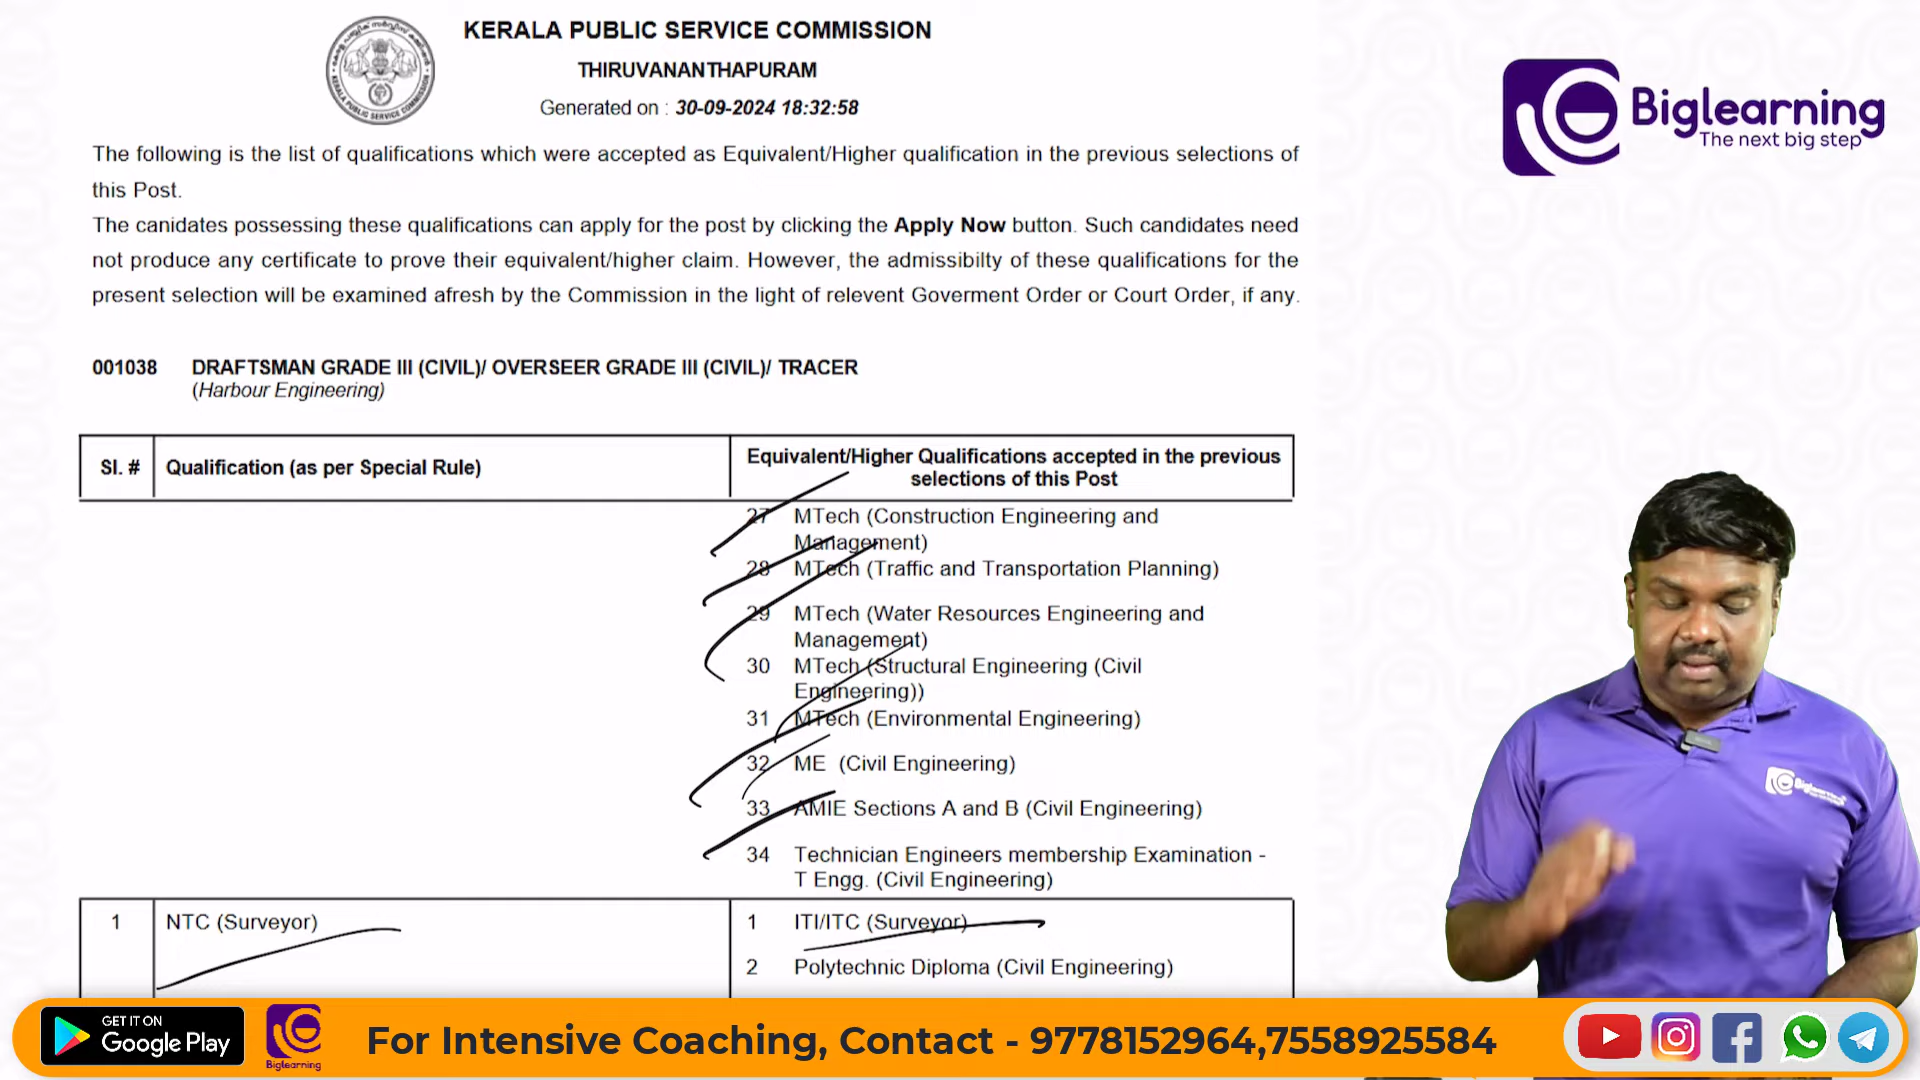 KERALA PUBLIC SERVICE COMMISSION
THIRUVANANTHAPURAM
Generated on : 30-09-2024 18:32:58
KERALA PUBLIC SERVICE COMMISSION
Biglearning
The next big step
The following is the list of qualifications which were accepted as Equivalent/Higher qualification in the previous selections of
this Post.
The canidates possessing these qualifications can apply for the post by clicking the Apply Now button. Such candidates need
not produce any certificate to prove their equivalent/higher claim. However, the admissibilty of these qualifications for the
present selection will be examined afresh by the Commission in the light of relevent Goverment Order or Court Order, if any.
001038 DRAFTSMAN GRADE III (CIVIL)/ OVERSEER GRADE III (CIVIL)/ TRACER
(Harbour Engineering)
Sl. # Qualification (as per Special Rule) Equivalent/Higher Qualifications accepted in the previous
selections of this Post
27 MTech (Construction Engineering and
Management)
28 MTech (Traffic and Transportation Planning)
29 MTech (Water Resources Engineering and
Management)
30 MTech (Structural Engineering (Civil
Engineering))
31 MTech (Environmental Engineering)
32 ME (Civil Engineering)
33 AMIE Sections A and B (Civil Engineering)
34 Technician Engineers membership Examination -
T Engg. (Civil Engineering)
1 NTC (Surveyor) 1 ITI/ITC (Surveyor)
2 Polytechnic Diploma (Civil Engineering)
Biglearning
GET IT ON
Google Play
Biglearning
For Intensive Coaching, Contact - 9778152964,7558925584